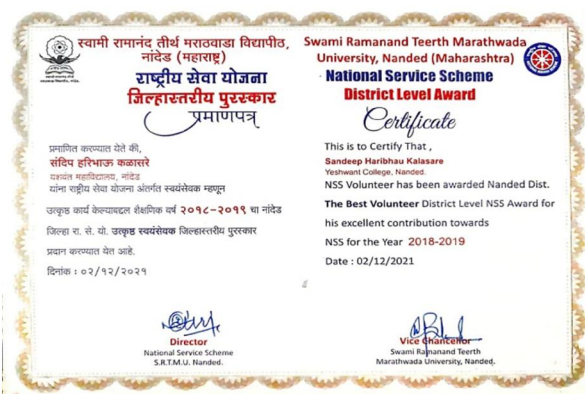 स्वामी रामानंद तीर्थ मराठवाडा विद्यापीठ,
नांदेड (महाराष्ट्र)
राष्ट्रीय सेवा योजना
जिल्हास्तरीय पुरस्कार
प्रमाणपत्र
प्रमाणित करण्यात येते की,
संदिप हरिभाऊ कळासरे
यशवंत महाविद्यालय, नांदेड
यांना राष्ट्रीय सेवा योजना अंतर्गत स्वयंसेवक म्हणून
उत्कृष्ठ कार्य केल्याबद्दल शैक्षणिक वर्ष २०१८-२०१९ चा नांदेड
जिल्हा रा. से. यो. उत्कृष्ठ स्वयंसेवक जिल्हास्तरीय पुरस्कार
प्रदान करण्यात येत आहे.
दिनांक : ०२/१२/२०२१
Director
National Service Scheme
S.R.T.M.U. Nanded.
Swami Ramanand Teerth Marathwada
University, Nanded (Maharashtra)
National Service Scheme
District Level Award
Certificate
This is to Certify That ,
Sandeep Haribhau Kalasare
Yeshwant College, Nanded.
NSS Volunteer has been awarded Nanded Dist.
The Best Volunteer District Level NSS Award for
his excellent contribution towards
NSS for the Year 2018-2019
Date : 02/12/2021
Vice Chancellor
Swami Ramanand Teerth
Marathwada University, Nanded.